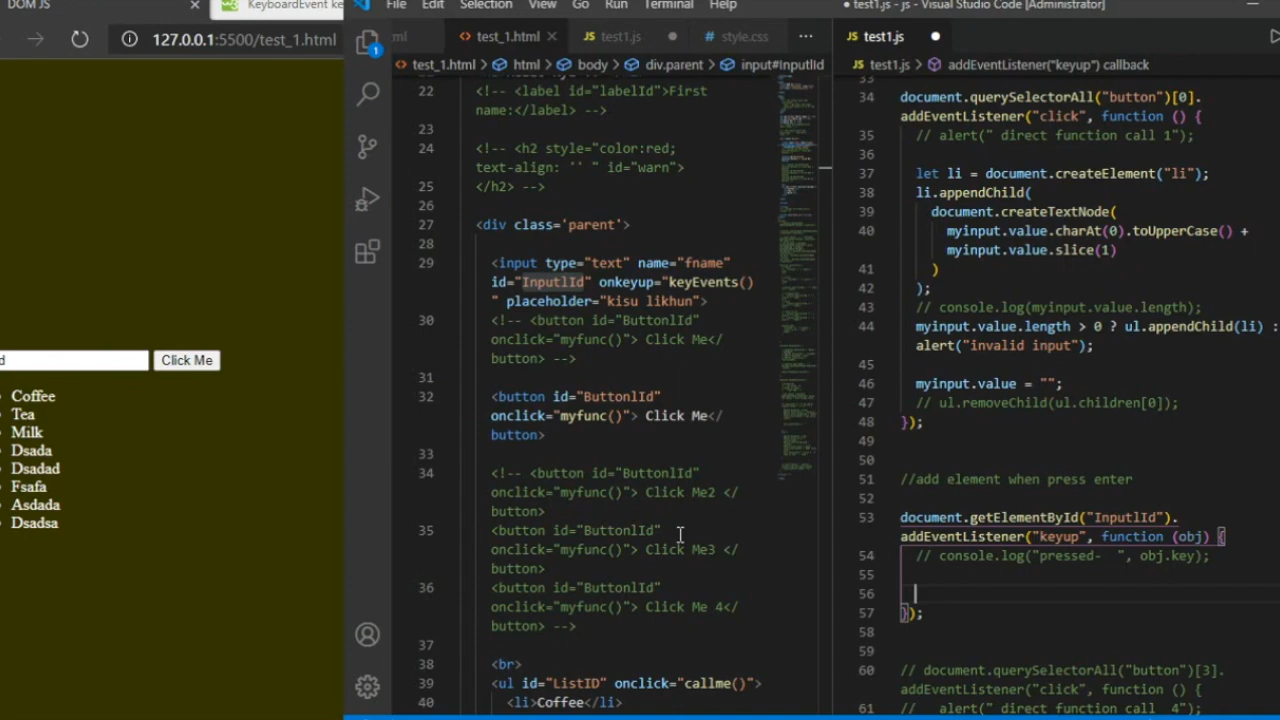 DOM JS
KeyboardEvent ke
127.0.0.1:5500/test_1.html
d
Click Me
Coffee
Tea
Milk
Dsada
Dsadad
Fsafa
Asdada
Dsadsa
File Edit Selection View Go Run Terminal Help
test1.js - js - Visual Studio Code [Administrator]
ml
test_1.html
test1.js
style.css
test_1.html > html > body > div.parent > input#InputlId
1
22 <!-- <label id="labelId">First
name:</label> -->
23
24 <!-- <h2 style="color:red;
text-align: '' " id="warn">
25 </h2> -->
26
27 <div class='parent'>
28
29 <input type="text" name="fname"
id="InputlId" onkeyup="keyEvents()
" placeholder="kisu likhun">
30 <!-- <button id="ButtonlId"
onclick="myfunc()"> Click Me</
button> -->
31
32 <button id="ButtonlId"
onclick="myfunc()"> Click Me</
button>
33
34 <!-- <button id="ButtonlId"
onclick="myfunc()"> Click Me2 </
button>
35 <button id="ButtonlId"
onclick="myfunc()"> Click Me3 </
button>
36 <button id="ButtonlId"
onclick="myfunc()"> Click Me 4</
button> -->
37
38 <br>
39 <ul id="ListID" onclick="callme()">
40 <li>Coffee</li>
test1.js
test1.js > addEventListener("keyup") callback
33
34 document.querySelectorAll("button")[0].
addEventListener("click", function () {
35 // alert(" direct function call 1");
36
37 let li = document.createElement("li");
38 li.appendChild(
39 document.createTextNode(
40 myinput.value.charAt(0).toUpperCase() +
myinput.value.slice(1)
41 )
42 );
43 // console.log(myinput.value.length);
44 myinput.value.length > 0 ? ul.appendChild(li) :
alert("invalid input");
45
46 myinput.value = "";
47 // ul.removeChild(ul.children[0]);
48 });
49
50
51 //add element when press enter
52
53 document.getElementById("InputlId").
addEventListener("keyup", function (obj) {
54 // console.log("pressed- ", obj.key);
55
56
57 });
58
59
60 // document.querySelectorAll("button")[3].
addEventListener("click", function () {
61 // alert(" direct function call 4");